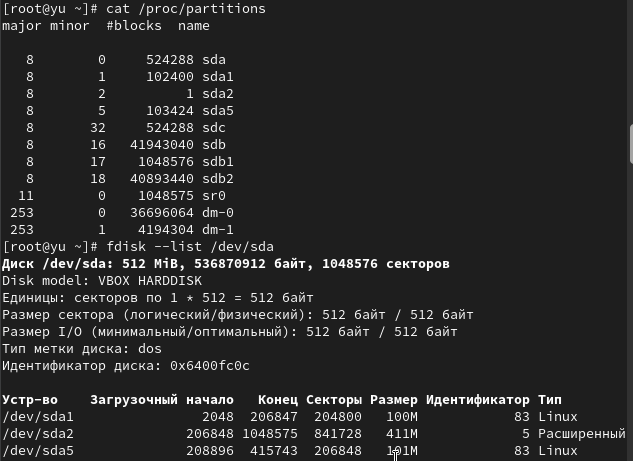 [root@yu ~]# cat /proc/partitions
major minor  #blocks  name

   8        0     524288 sda
   8        1     102400 sda1
   8        2          1 sda2
   8        5     103424 sda5
   8       32     524288 sdc
   8       16   41943040 sdb
   8       17    1048576 sdb1
   8       18   40893440 sdb2
  11        0    1048575 sr0
 253        0   36696064 dm-0
 253        1    4194304 dm-1
[root@yu ~]# fdisk --list /dev/sda
Диск /dev/sda: 512 MiB, 536870912 байт, 1048576 секторов
Disk model: VBOX HARDDISK
Единицы: секторов по 1 * 512 = 512 байт
Размер сектора (логический/физический): 512 байт / 512 байт
Размер I/O (минимальный/оптимальный): 512 байт / 512 байт
Тип метки диска: dos
Идентификатор диска: 0x6400fc0c

Устр-во    Загрузочный начало   Конец Секторы Размер Идентификатор Тип
/dev/sda1                2048  206847  204800   100M            83 Linux
/dev/sda2              206848 1048575  841728   411M             5 Расширенный
/dev/sda5              208896  415743  206848   101M            83 Linux